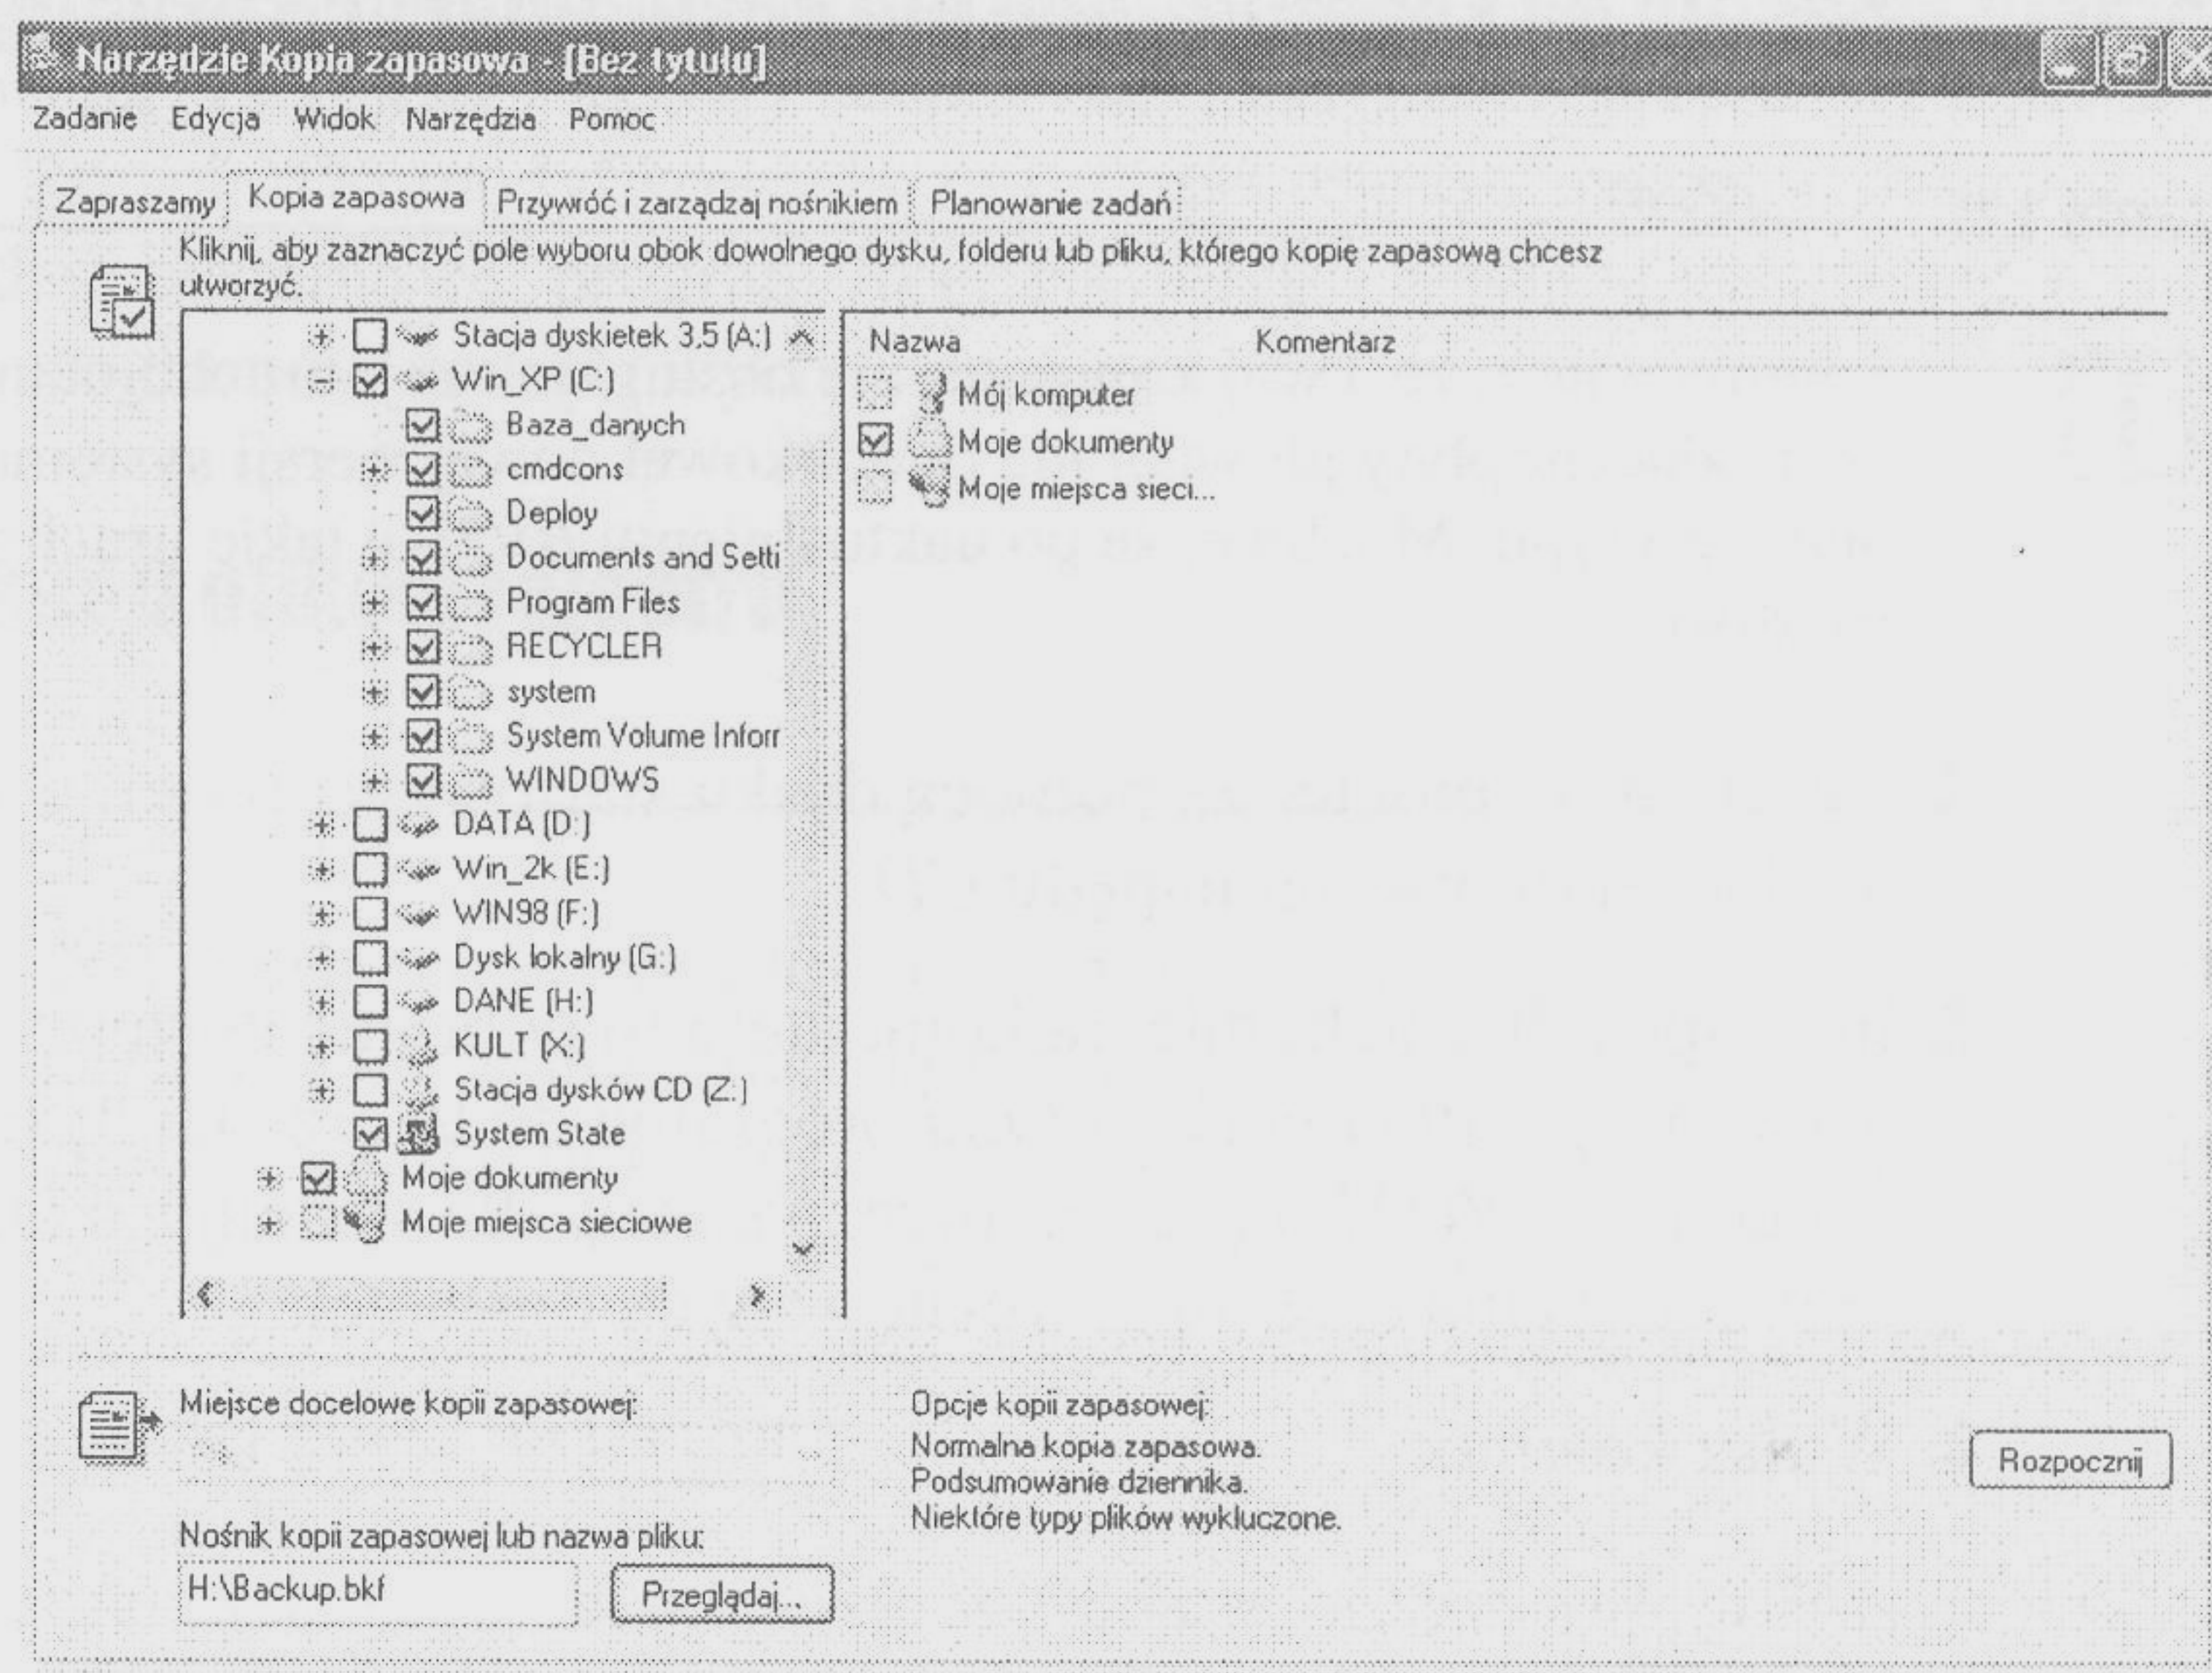 Narzędzie Kopia zapasowa - [Bez tytułu]
Zadanie Edycja Widok Narzędzia Pomoc
Zapraszamy Kopia zapasowa Przywróć i zarządzaj nośnikiem Planowanie zadań
Kliknij, aby zaznaczyć pole wyboru obok dowolnego dysku, folderu lub pliku, którego kopię zapasową chcesz
utworzyć.
Stacja dyskietek 3,5 (A:)
Win_XP (C:)
Baza_danych
cmdcons
Deploy
Documents and Setti
Program Files
RECYCLER
system
System Volume Inforr
WINDOWS
DATA (D:)
Win_2k (E:)
WIN98 (F:)
Dysk lokalny (G:)
DANE (H:)
KULT (X:)
Stacja dysków CD (Z:)
System State
Moje dokumenty
Moje miejsca sieciowe
Nazwa Komentarz
Mój komputer
Moje dokumenty
Moje miejsca sieci...
Miejsce docelowe kopii zapasowej:
Nośnik kopii zapasowej lub nazwa pliku:
H:\Backup.bkf Przeglądaj...
Opcje kopii zapasowej:
Normalna kopia zapasowa.
Podsumowanie dziennika.
Niektóre typy plików wykluczone.
Rozpocznij